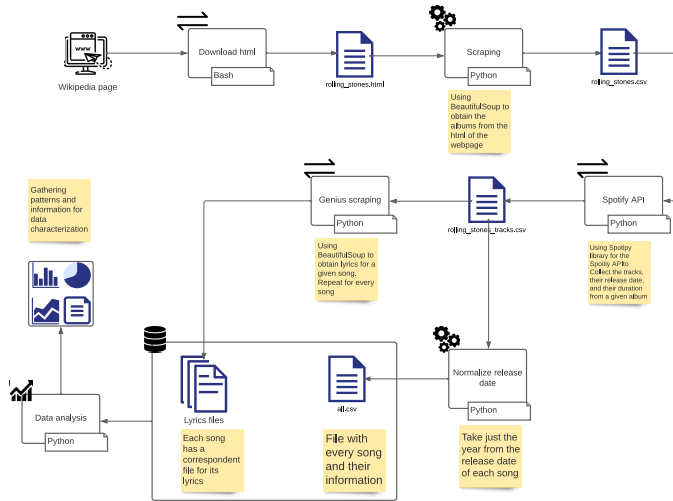 WWW
Wikipedia page
Download html
Bash
rolling_stones.html
Scraping
Python
rolling_stones.csv
Using
BeautifulSoup to
obtain the
albums from the
html of the
webpage
Gathering
patterns and
information for
data
characterization
Genius scraping
Python
rolling_stones_tracks.csv
Spotify API
Python
Using
BeautifulSoup to
obtain lyrics for a
given song.
Repeat for every
song
Using Spotipy
library for the
Spoitiy APIto
Collect the tracks,
their release date,
and their duration
from a given album
Data analysis
Python
Lyrics files
all.csv
Normalize release
date
Python
Each song
has a
correspondent
file for its
lyrics
File with
every song
and their
information
Take just the
year from the
release date
of each song